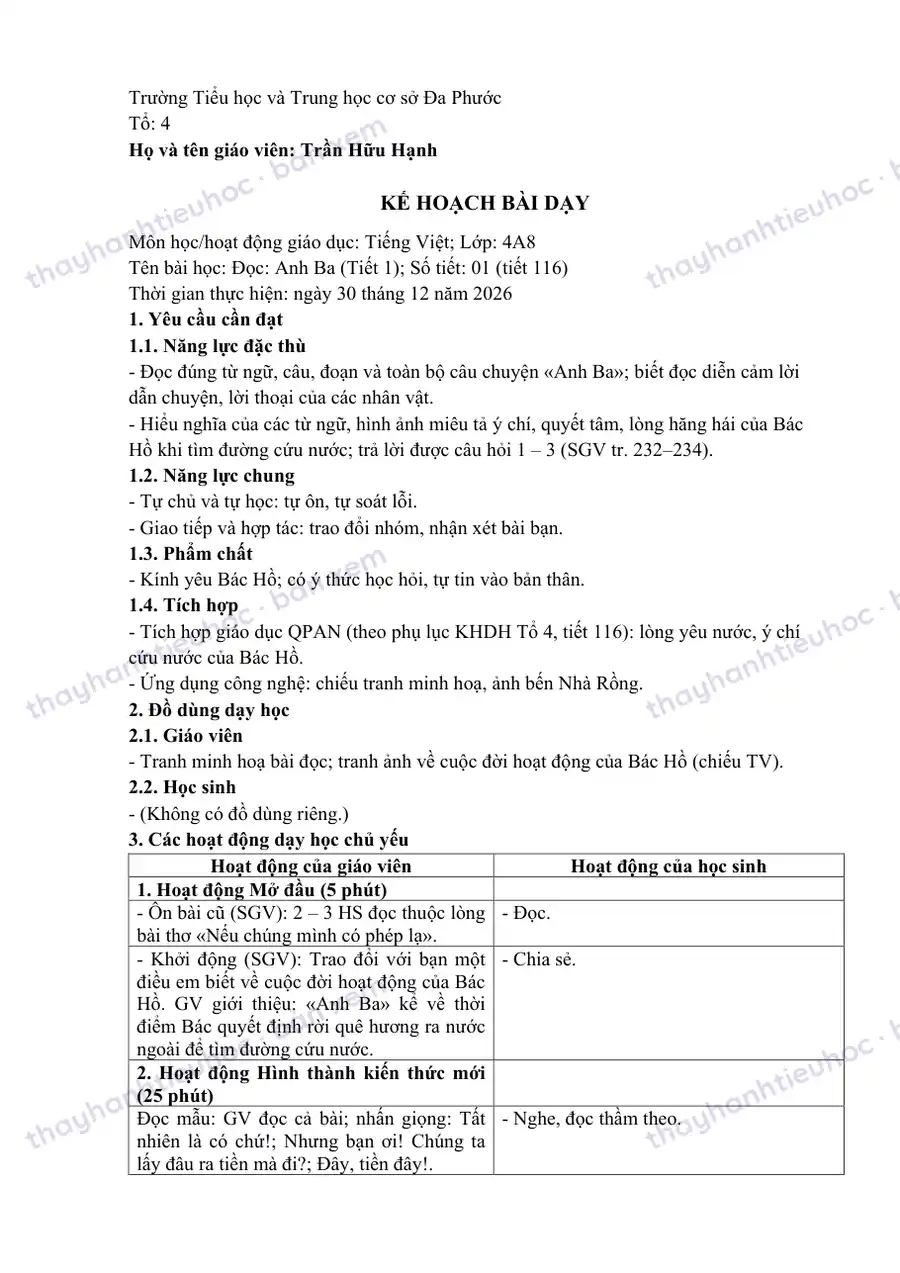 Trường Tiểu học và Trung học cơ sở Đa Phước
Tổ: 4
Họ và tên giáo viên: Trần Hữu Hạnh
KẾ HOẠCH BÀI DẠY
Môn học/hoạt động giáo dục: Tiếng Việt; Lớp: 4A8
Tên bài học: Đọc: Anh Ba (Tiết 1); Số tiết: 01 (tiết 116)
Thời gian thực hiện: ngày 30 tháng 12 năm 2026
1. Yêu cầu cần đạt
1.1. Năng lực đặc thù
- Đọc đúng từ ngữ, câu, đoạn và toàn bộ câu chuyện «Anh Ba»; biết đọc diễn cảm lời
dẫn chuyện, lời thoại của các nhân vật.
- Hiểu nghĩa của các từ ngữ, hình ảnh miêu tả ý chí, quyết tâm, lòng hăng hái của Bác
Hồ khi tìm đường cứu nước; trả lời được câu hỏi 1 – 3 (SGV tr. 232–234).
1.2. Năng lực chung
- Tự chủ và tự học: tự ôn, tự soát lỗi.
- Giao tiếp và hợp tác: trao đổi nhóm, nhận xét bài bạn.
1.3. Phẩm chất
- Kính yêu Bác Hồ; có ý thức học hỏi, tự tin vào bản thân.
1.4. Tích hợp
- Tích hợp giáo dục QPAN (theo phụ lục KHDH Tổ 4, tiết 116): lòng yêu nước, ý chí
cứu nước của Bác Hồ.
- Ứng dụng công nghệ: chiếu tranh minh hoạ, ảnh bến Nhà Rồng.
2. Đồ dùng dạy học
2.1. Giáo viên
- Tranh minh hoạ bài đọc; tranh ảnh về cuộc đời hoạt động của Bác Hồ (chiếu TV).
2.2. Học sinh
- (Không có đồ dùng riêng.)
3. Các hoạt động dạy học chủ yếu
Hoạt động của giáo viên
Hoạt động của học sinh
1. Hoạt động Mở đầu (5 phút)
- Ôn bài cũ (SGV): 2 – 3 HS đọc thuộc lòng
bài thơ «Nếu chúng mình có phép lạ».
- Đọc.
- Khởi động (SGV): Trao đổi với bạn một
điều em biết về cuộc đời hoạt động của Bác
Hồ. GV giới thiệu: «Anh Ba» kể về thời
điểm Bác quyết định rời quê hương ra nước
ngoài để tìm đường cứu nước.
- Chia sẻ.
2. Hoạt động Hình thành kiến thức mới
(25 phút)
Đọc mẫu: GV đọc cả bài; nhấn giọng: Tất
nhiên là có chứ!; Nhưng bạn ơi! Chúng ta
lấy đâu ra tiền mà đi?; Đây, tiền đây!.
- Nghe, đọc thầm theo.
thayhanhtieuhoc · bản xem
thayhanhtieuhoc · b
thayhanhtieuhoc · bản xem
thayhanhtieuhoc · b
thayhanhtieuhoc · bản xem
thayhanhtieuhoc · b